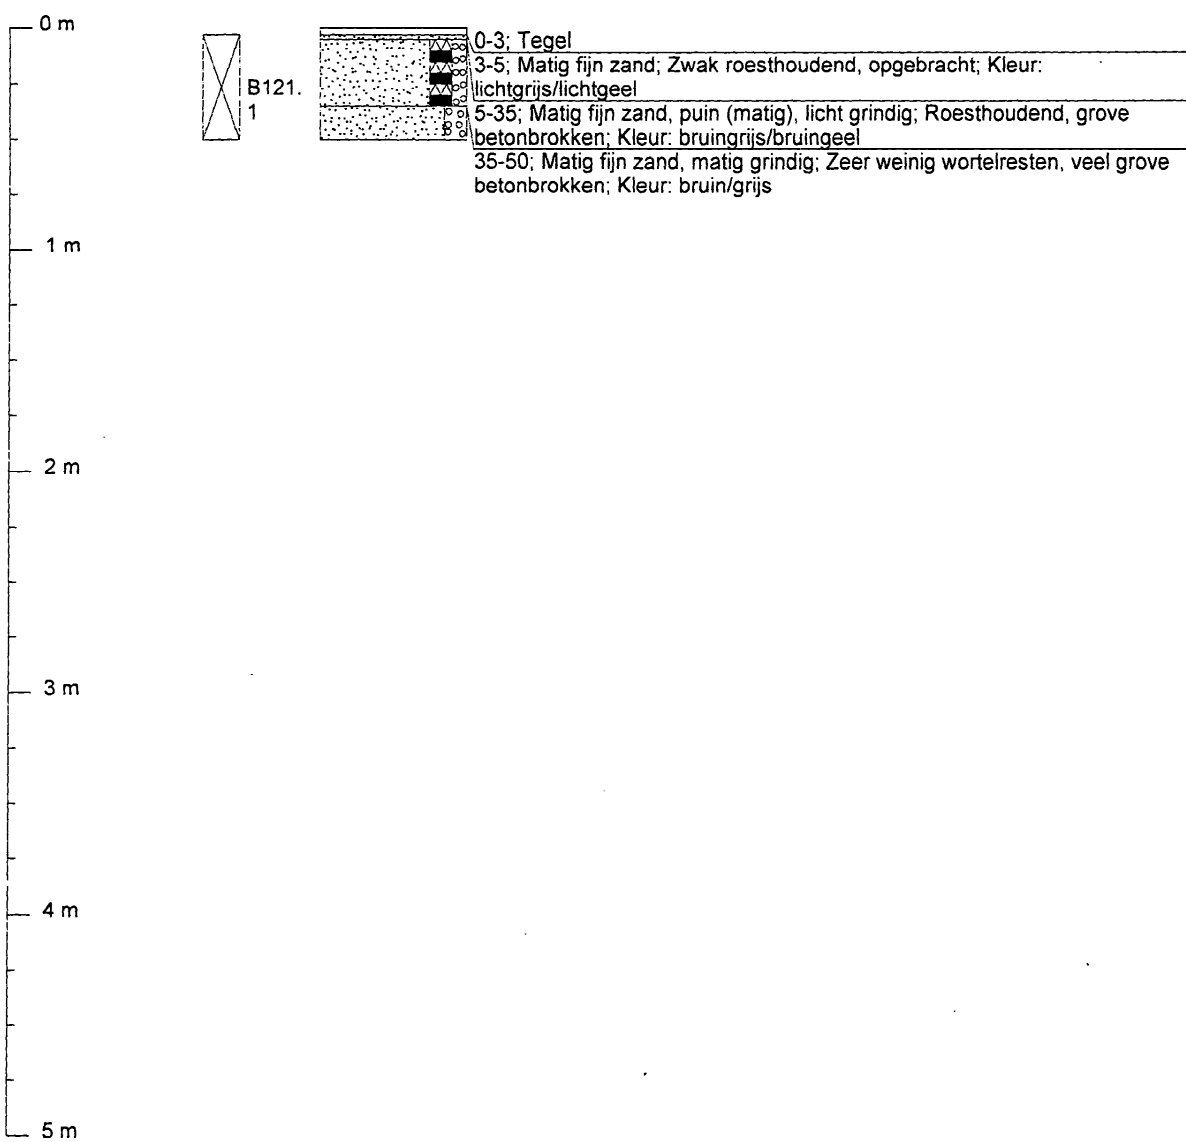 0 m
0-3; Tegel
3-5; Matig fijn zand; Zwak roesthoudend, opgebracht; Kleur:
lichtgrijs/lichtgeel
B121.
1
5-35; Matig fijn zand, puin (matig), licht grindig; Roesthoudend, grove
betonbrokken; Kleur: bruingrijs/bruingeel
35-50; Matig fijn zand, matig grindig; Zeer weinig wortelresten, veel grove
betonbrokken; Kleur: bruin/grijs
1 m
2 m
3 m
4 m
5 m